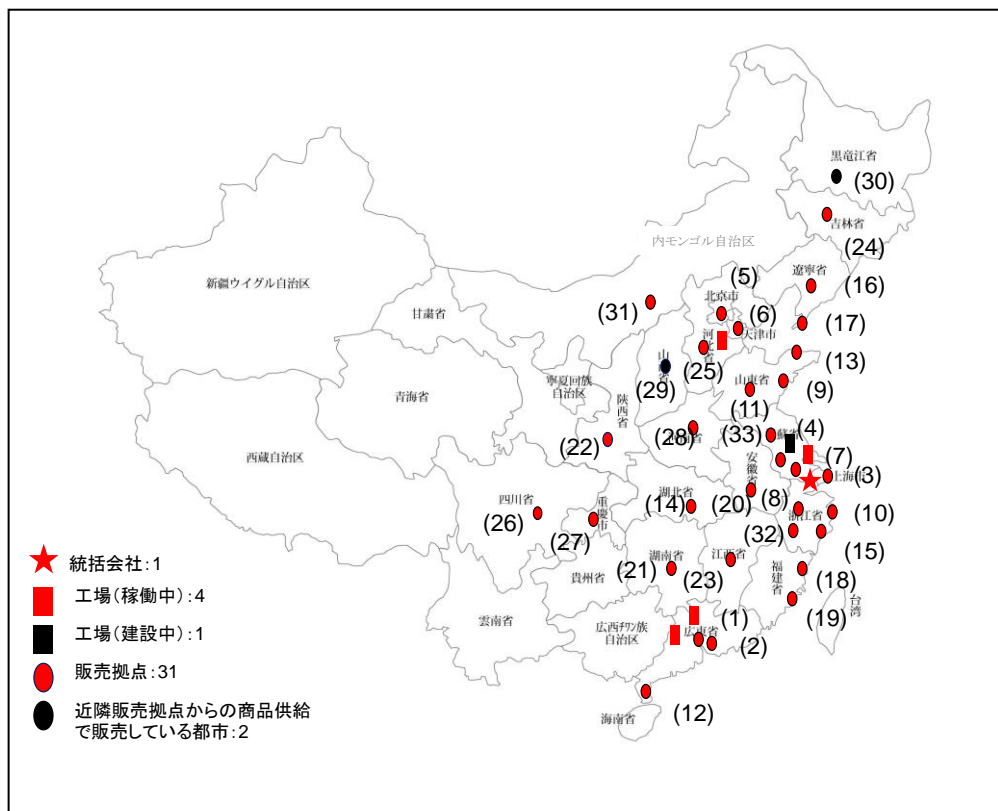 黒竜江省
(30)
吉林省
(24)
内モンゴル自治区
遼寧省
(5)
(16)
新疆ウイグル自治区
北京市
(31)
(6)
甘粛省
天津市
(17)
河北省
(13)
山西省
(25)
寧夏回族
自治区
山東省
(29)
(9)
青海省
陝西省
(11)
(4)
(28)
(33)
(22)
(7)
西蔵自治区
安徽省
上海市
(3)
四川省
重慶市
湖北省
(14)
(20)
(8)
浙江省
(10)
(26)
(32)
(27)
(15)
湖南省
江西省
(21)
(23)
福建省
(18)
貴州省
台湾
(19)
雲南省
広西チワン族
自治区
広東省
(1)
(2)
(12)
海南省
統括会社:1
工場(稼働中):4
工場(建設中):1
販売拠点:31
近隣販売拠点からの商品供給
で販売している都市:2